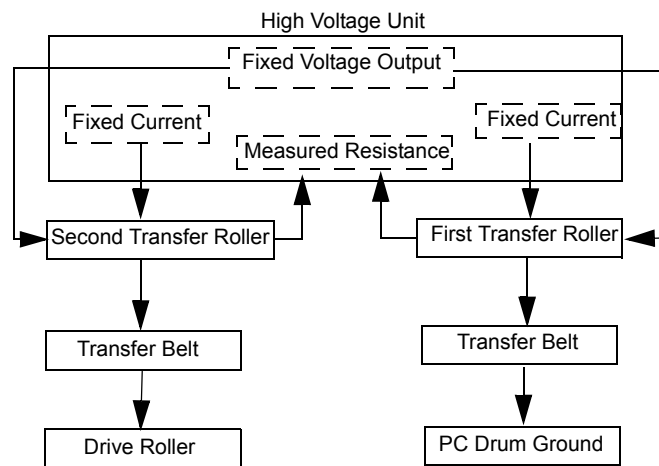 High Voltage Unit
Fixed Voltage Output
Fixed Current
Fixed Current
Measured Resistance
Second Transfer Roller
First Transfer Roller
Transfer Belt
Transfer Belt
Drive Roller
PC Drum Ground